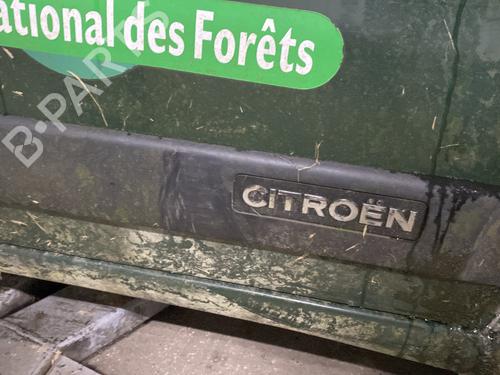 ational des Forêts
B-PARTS
CITROËN